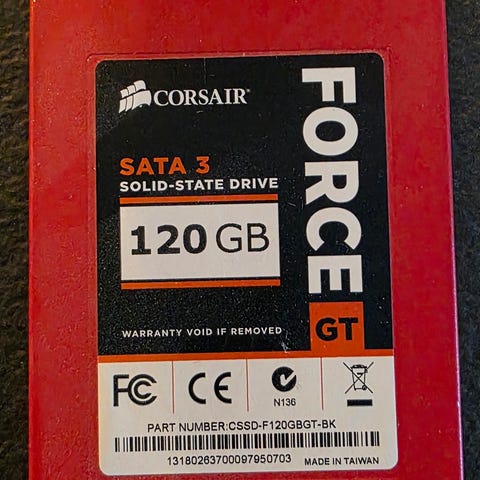 CORSAIR
FORCE GT
SATA 3
SOLID-STATE DRIVE
120 GB
WARRANTY VOID IF REMOVED
FC CE
N136
PART NUMBER:CSSD-F120GBGT-BK
13180263700097950703
MADE IN TAIWAN